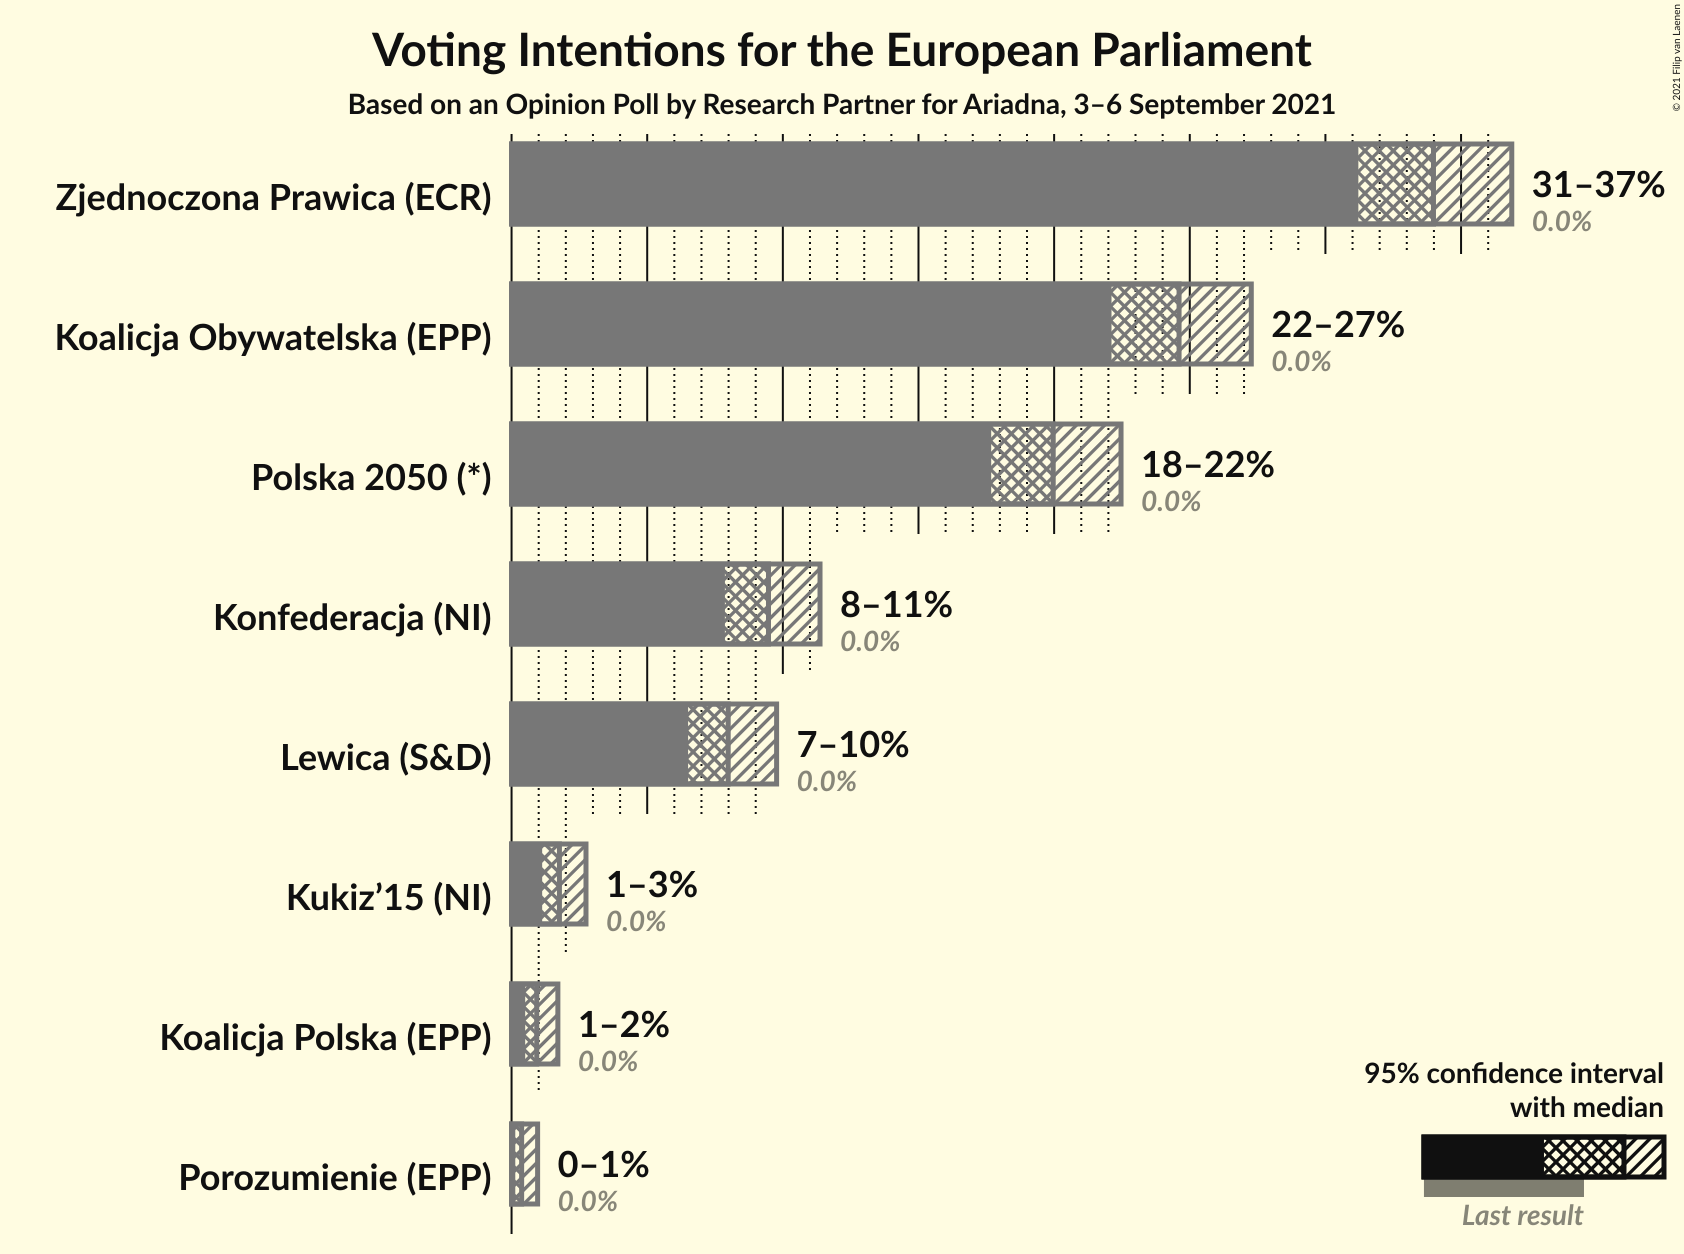 Voting Intentions for the European Parliament
Based on an Opinion Poll by Research Partner for Ariadna, 3–6 September 2021
© 2021 Filip van Laenen
Zjednoczona Prawica (ECR)
31–37%
0.0%
Koalicja Obywatelska (EPP)
22–27%
0.0%
Polska 2050 (*)
18–22%
0.0%
Konfederacja (NI)
8–11%
0.0%
Lewica (S&D)
7–10%
0.0%
Kukiz’15 (NI)
1–3%
0.0%
Koalicja Polska (EPP)
1–2%
0.0%
Porozumienie (EPP)
0–1%
0.0%
95% confidence interval
with median
Last result